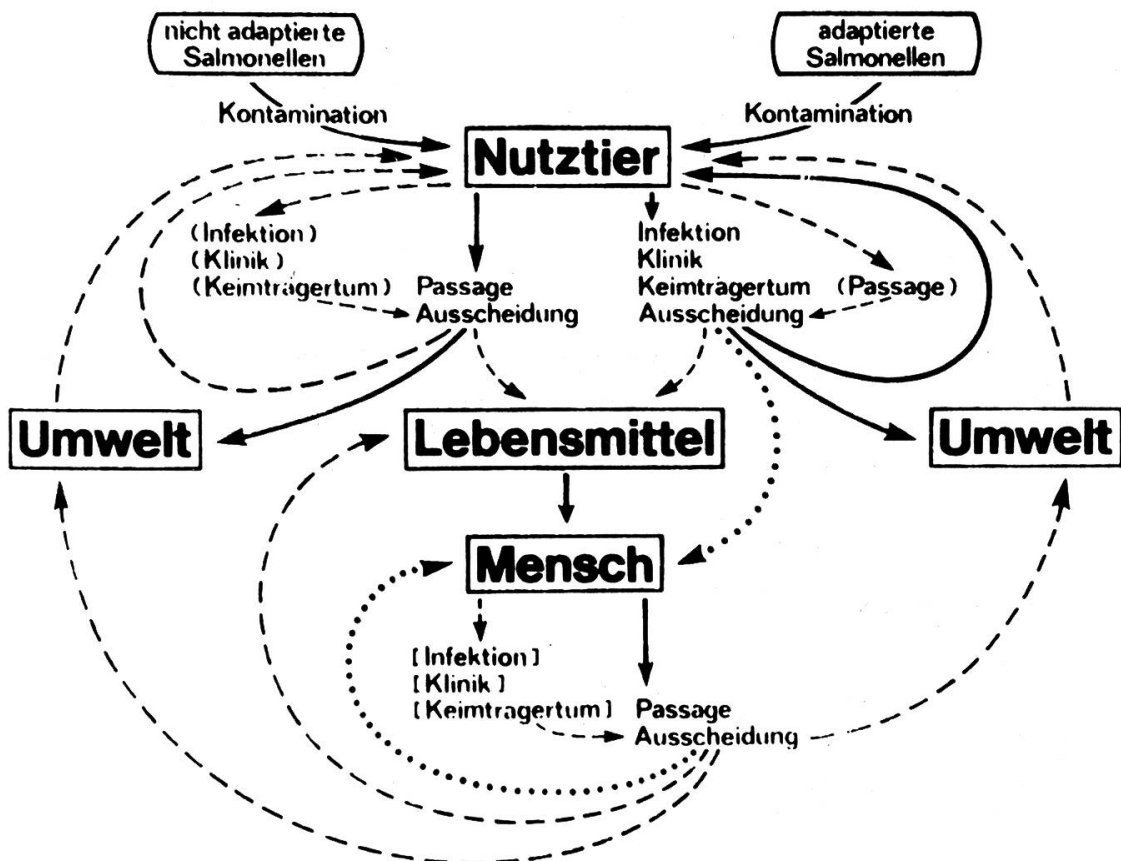 nicht adaptierte
Salmonellen
adaptierte
Salmonellen
Kontamination
Kontamination
Nutztier
(Infektion)
(Klinik)
(Keimträgertum)
Passage
Ausscheidung
Infektion
Klinik
Keimträgertum
Ausscheidung
(Passage)
Umwelt
Lebensmittel
Umwelt
Mensch
[Infektion]
[Klinik]
[Keimträgertum]
Passage
Ausscheidung